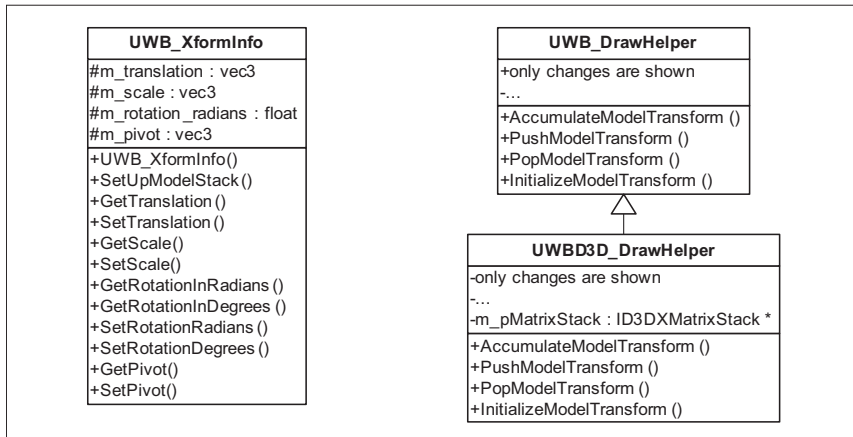 UWB_XformInfo
#m_translation : vec3
#m_scale : vec3
#m_rotation_radians : float
#m_pivot : vec3
+UWB_XformInfo()
+SetUpModelStack()
+GetTranslation()
+SetTranslation()
+GetScale()
+SetScale()
+GetRotationInRadians()
+GetRotationInDegrees()
+SetRotationRadians()
+SetRotationDegrees()
+GetPivot()
+SetPivot()
UWB_DrawHelper
+only changes are shown
-...
+AccumulateModelTransform ()
+PushModelTransform ()
+PopModelTransform ()
+InitializeModelTransform ()
UWBD3D_DrawHelper
-only changes are shown
-...
-m_pMatrixStack : ID3DXMatrixStack *
+AccumulateModelTransform ()
+PushModelTransform ()
+PopModelTransform ()
+InitializeModelTransform ()